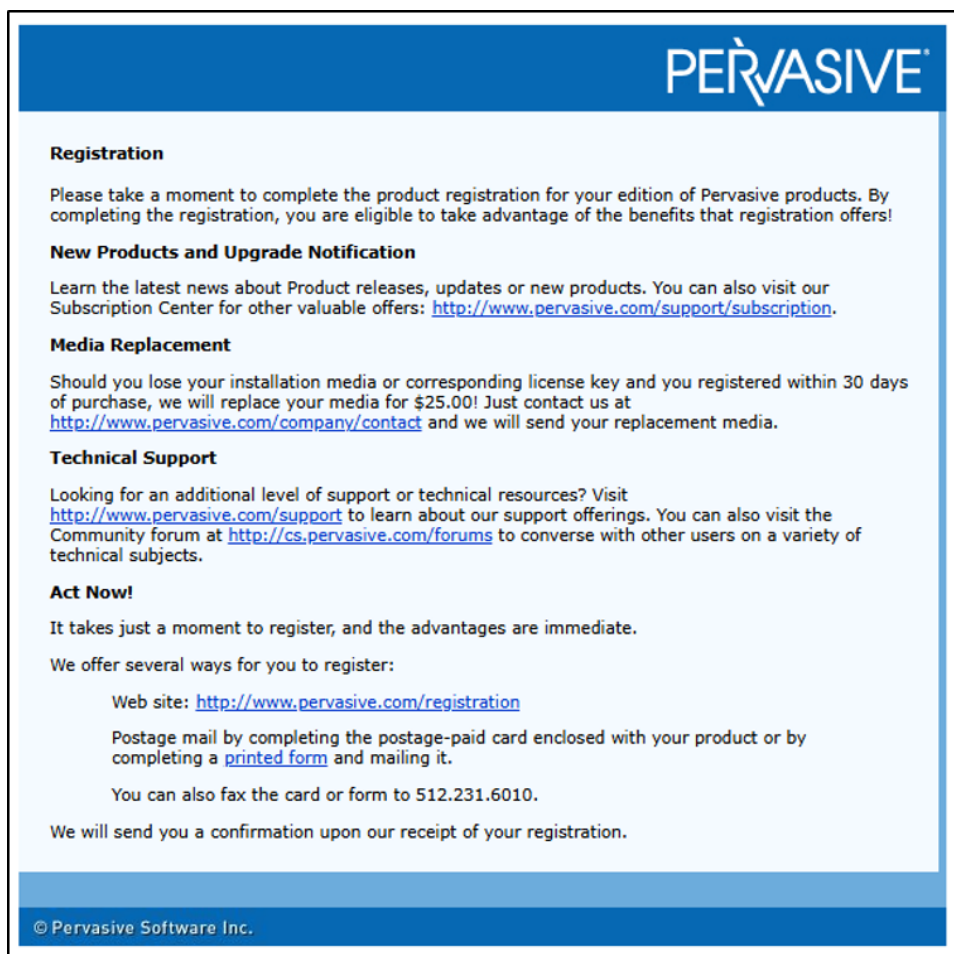 PERVASIVE®
Registration
Please take a moment to complete the product registration for your edition of Pervasive products. By
completing the registration, you are eligible to take advantage of the benefits that registration offers!
New Products and Upgrade Notification
Learn the latest news about Product releases, updates or new products. You can also visit our
Subscription Center for other valuable offers: http://www.pervasive.com/support/subscription.
Media Replacement
Should you lose your installation media or corresponding license key and you registered within 30 days
of purchase, we will replace your media for $25.00! Just contact us at
http://www.pervasive.com/company/contact and we will send your replacement media.
Technical Support
Looking for an additional level of support or technical resources? Visit
http://www.pervasive.com/support to learn about our support offerings. You can also visit the
Community forum at http://cs.pervasive.com/forums to converse with other users on a variety of
technical subjects.
Act Now!
It takes just a moment to register, and the advantages are immediate.
We offer several ways for you to register:
Web site: http://www.pervasive.com/registration
Postage mail by completing the postage-paid card enclosed with your product or by
completing a printed form and mailing it.
You can also fax the card or form to 512.231.6010.
We will send you a confirmation upon our receipt of your registration.
© Pervasive Software Inc.